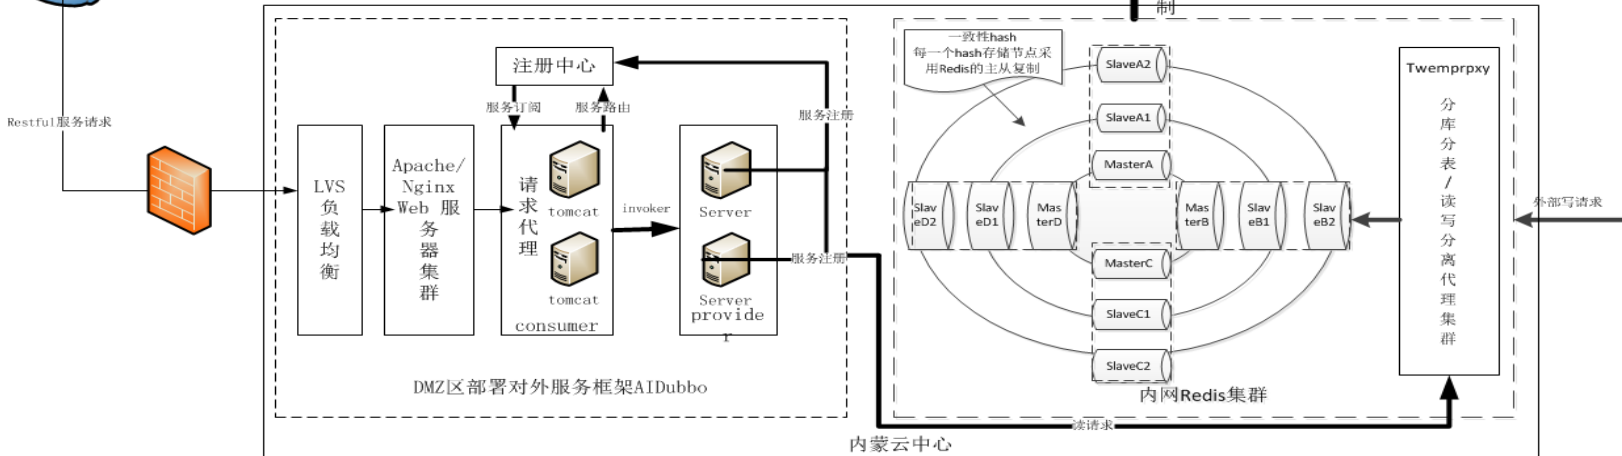 制
Restful服务请求
注册中心
服务订阅
服务路由
服务注册
LVS
负
载
均
衡
Apache/
Nginx
Web 服
务
器
集
群
请
求
代
理
tomcat
tomcat
consumer
invoker
Server
Server
provide
r
服务注册
DMZ区部署对外服务框架AIDubbo
一致性hash
每一个hash存储节点采
用Redis的主从复制
SlaveA2
SlaveA1
MasterA
Slav
eD2
Slav
eD1
Mas
terD
Mas
terB
Slav
eB1
Slav
eB2
MasterC
SlaveC1
SlaveC2
内网Redis集群
Twemprpxy
分
库
分
表
/
读
写
分
离
代
理
集
群
外部写请求
读请求
内蒙云中心